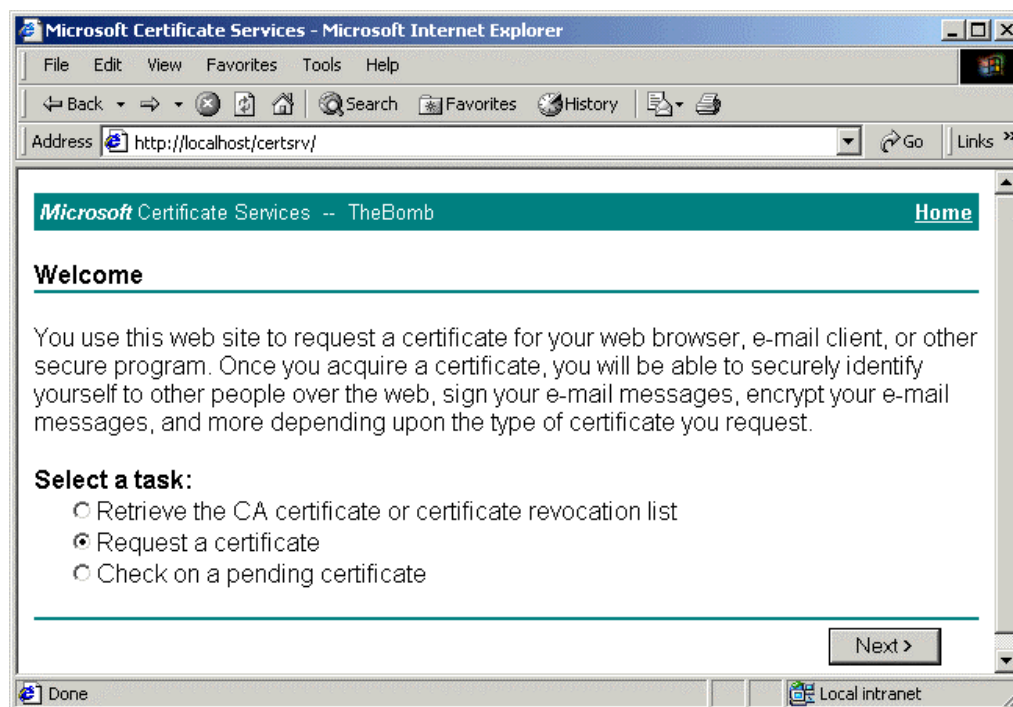 Microsoft Certificate Services - Microsoft Internet Explorer
File Edit View Favorites Tools Help
Back Search Favorites History
Address http://localhost/certsrv/ Go Links »
Microsoft Certificate Services -- TheBomb Home
Welcome
You use this web site to request a certificate for your web browser, e-mail client, or other
secure program. Once you acquire a certificate, you will be able to securely identify
yourself to other people over the web, sign your e-mail messages, encrypt your e-mail
messages, and more depending upon the type of certificate you request.
Select a task:
Retrieve the CA certificate or certificate revocation list
Request a certificate
Check on a pending certificate
Next >
Done Local intranet